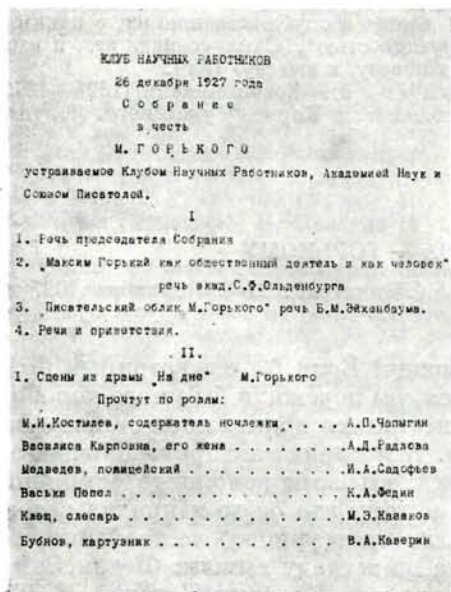 КЛУБ НАУЧНЫХ РАБОТНИКОВ
26 декабря 1927 года
Собрание
в честь
М. ГОРЬКОГО
устраиваемое Клубом Научных Работников, Академией Наук и
Союзом Писателей.
I
1. Речь председателя Собрания
2. „Максим Горький как общественный деятель и как человек"
речь акад. С.Ф.Ольденбурга
3. „Писательский облик М.Горького" речь Б.М.Эйхенбаума.
4. Речи и приветствия.
II.
I. Сцены из драмы „На дне" М.Горького
Прочтут по ролям:
М.И.Костылев, содержатель ночлежки . . . . А.П.Чапыгин
Василиса Карповна, его жена . . . . . . . . А.Д.Радлова
Медведев, полицейский . . . . . . . . . . . И.А.Садофьев
Васька Пепел . . . . . . . . . . . . . . . К.А.Федин
Клещ, слесарь . . . . . . . . . . . . . . М.Э.Казаков
Бубнов, картузник . . . . . . . . . . . . В.А.Каверин